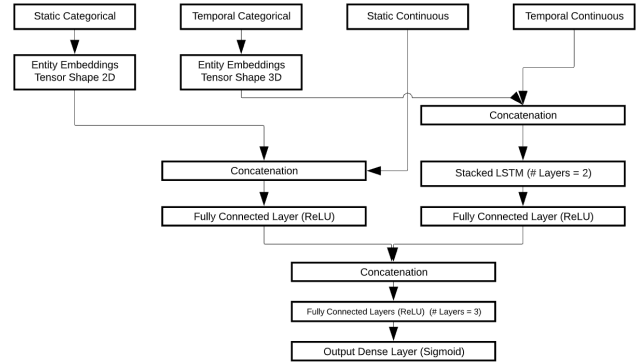 Static Categorical
Temporal Categorical
Static Continuous
Temporal Continuous
Entity Embeddings
Tensor Shape 2D
Entity Embeddings
Tensor Shape 3D
Concatenation
Concatenation
Stacked LSTM (# Layers = 2)
Fully Connected Layer (ReLU)
Fully Connected Layer (ReLU)
Concatenation
Fully Connected Layers (ReLU) (# Layers = 3)
Output Dense Layer (Sigmoid)